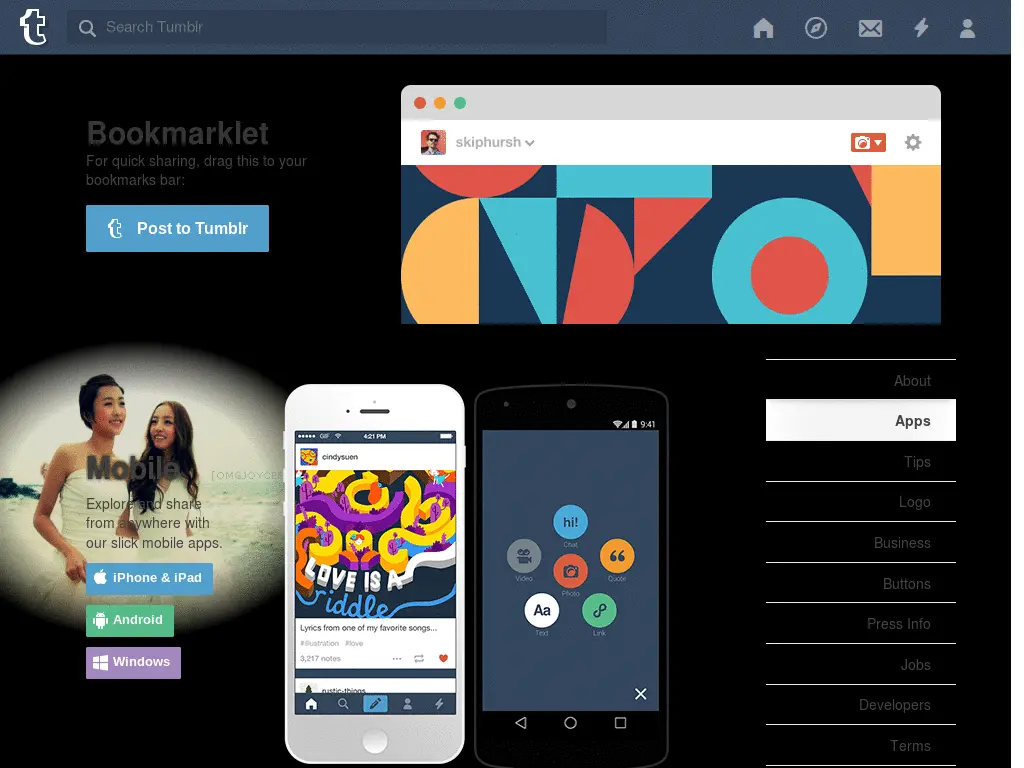 Search Tumblr
Bookmarklet
For quick sharing, drag this to your
bookmarks bar:
Post to Tumblr
skiphursh
Mobile
[OMGJOYCEE
Explore and share
from anywhere with
our slick mobile apps.
iPhone & iPad
Android
Windows
GIF
4:21 PM
cindysuen
LOVE IS A
riddle
Lyrics from one of my favorite songs...
#illustration #love
3,217 notes
rustic-things
9:41
hi!
Chat
Video
Quote
Photo
Aa
Text
Link
About
Apps
Tips
Logo
Business
Buttons
Press Info
Jobs
Developers
Terms